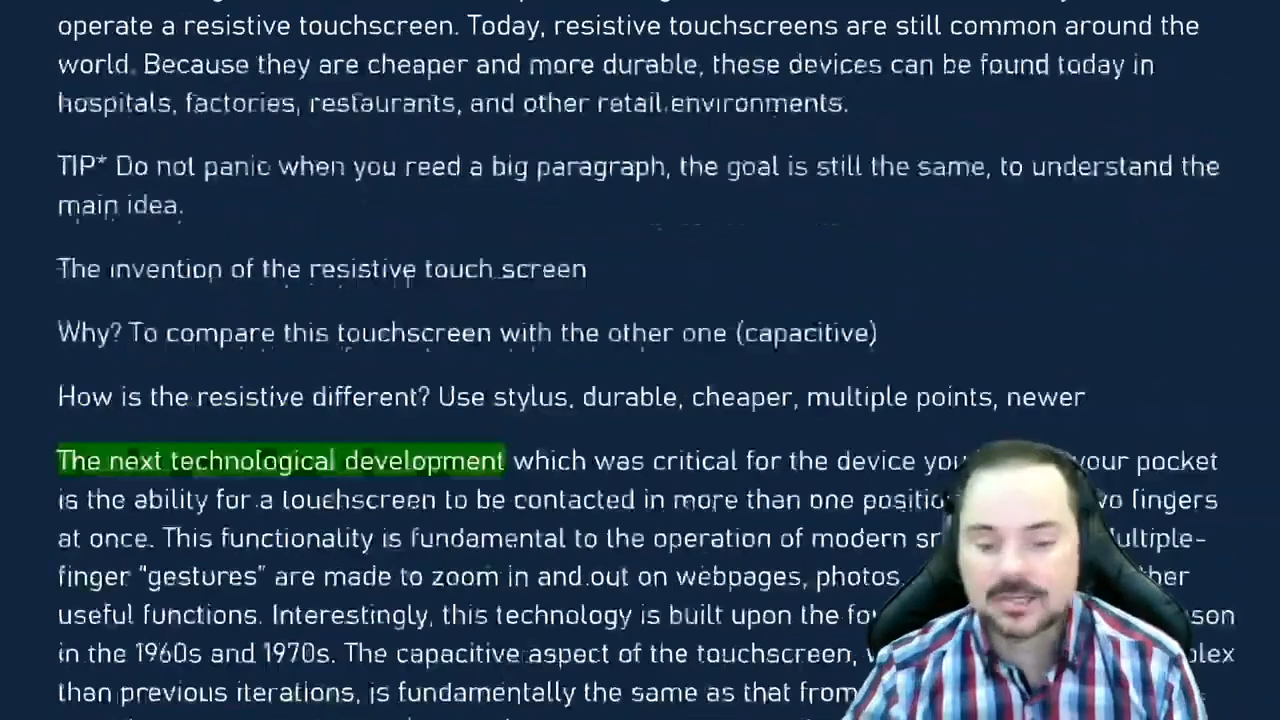 operate a resistive touchscreen. Today, resistive touchscreens are still common around the
world. Because they are cheaper and more durable, these devices can be found today in
hospitals, factories, restaurants, and other retail environments.
TIP* Do not panic when you reed a big paragraph, the goal is still the same, to understand the
main idea.
The invention of the resistive touch screen
Why? To compare this touchscreen with the other one (capacitive)
How is the resistive different? Use stylus, durable, cheaper, multiple points, newer
The next technological development which was critical for the device you your pocket
is the ability for a touchscreen to be contacted in more than one fingers
at once. This functionality is fundamental to the operation of modern
finger "gestures" are made to zoom in and out on webpages, photos,
useful functions. Interestingly, this technology is built upon the
in the 1960s and 1970s. The capacitive aspect of the touchscreen,
than previous iterations, is fundamentally the same as that from